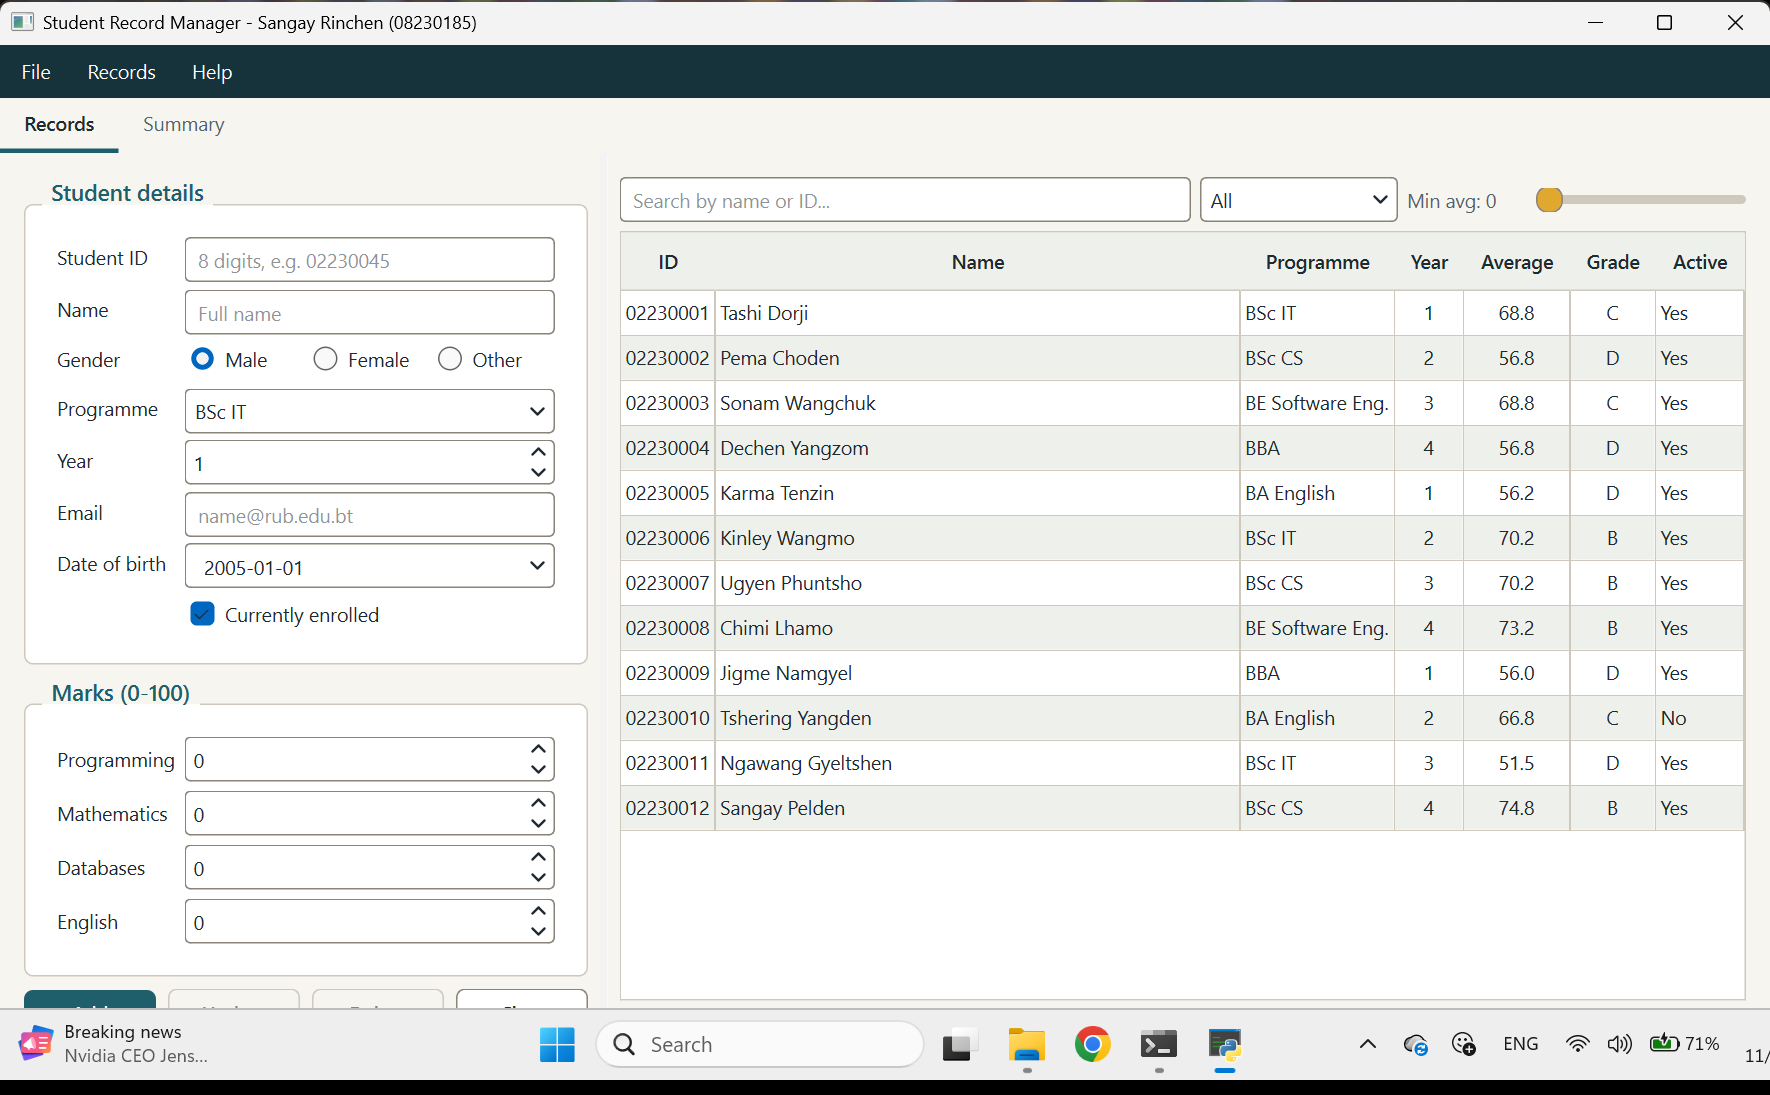 Student Record Manager - Sangay Rinchen (08230185)
File Records Help
Records Summary
Student details
Student ID 8 digits, e.g. 02230045
Name Full name
Gender Male Female Other
Programme BSc IT
Year 1
Email name@rub.edu.bt
Date of birth 2005-01-01
Currently enrolled
Marks (0-100)
Programming 0
Mathematics 0
Databases 0
English 0
Search by name or ID... All Min avg: 0
ID Name Programme Year Average Grade Active
02230001 Tashi Dorji BSc IT 1 68.8 C Yes
02230002 Pema Choden BSc CS 2 56.8 D Yes
02230003 Sonam Wangchuk BE Software Eng. 3 68.8 C Yes
02230004 Dechen Yangzom BBA 4 56.8 D Yes
02230005 Karma Tenzin BA English 1 56.2 D Yes
02230006 Kinley Wangmo BSc IT 2 70.2 B Yes
02230007 Ugyen Phuntsho BSc CS 3 70.2 B Yes
02230008 Chimi Lhamo BE Software Eng. 4 73.2 B Yes
02230009 Jigme Namgyel BBA 1 56.0 D Yes
02230010 Tshering Yangden BA English 2 66.8 C No
02230011 Ngawang Gyeltshen BSc IT 3 51.5 D Yes
02230012 Sangay Pelden BSc CS 4 74.8 B Yes
Breaking news
Nvidia CEO Jens...
Search
ENG
71%
11/